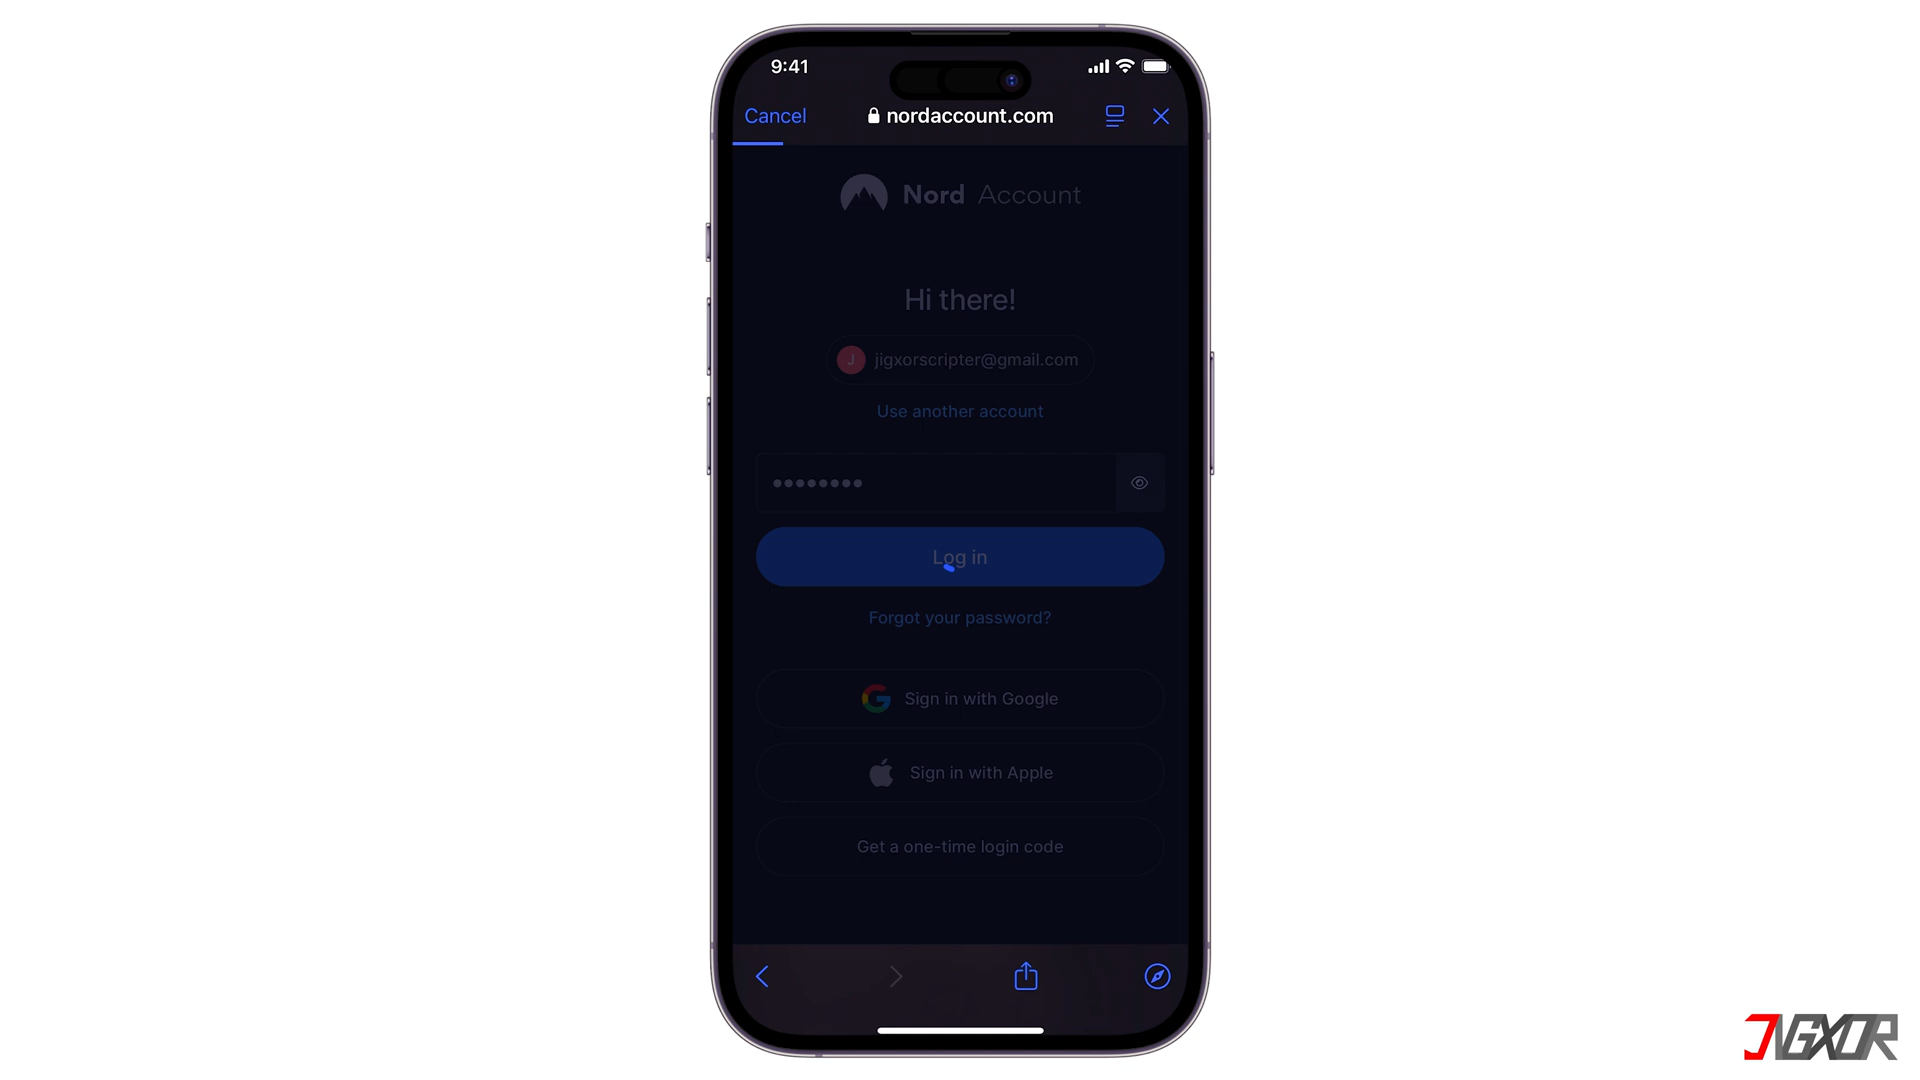 9:41
Cancel
nordaccount.com
Nord Account
Hi there!
J
jigxorscripter@gmail.com
Use another account
••••••••
Log in
Forgot your password?
Sign in with Google
Sign in with Apple
Get a one-time login code
JIGXOR